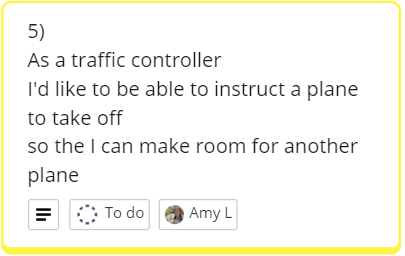 5)
As a traffic controller
I'd like to be able to instruct a plane
to take off
so the I can make room for another
plane
To do
Amy L